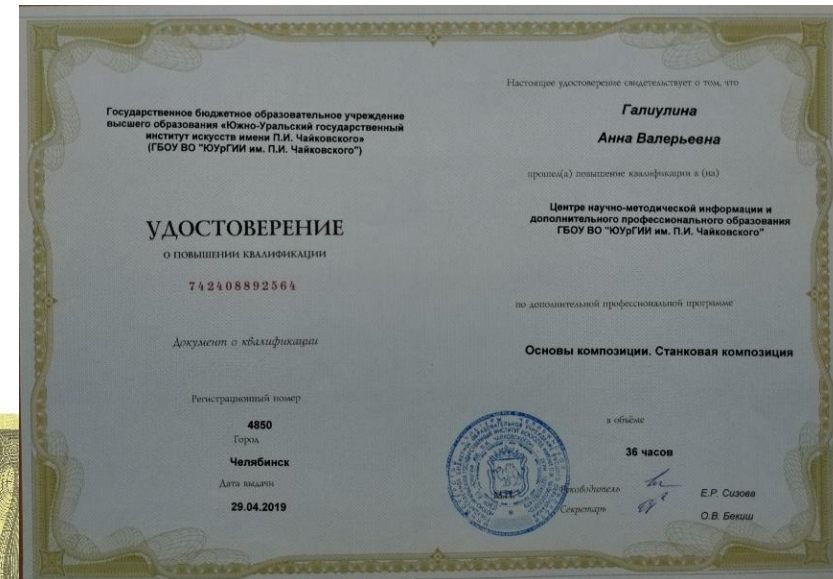 Государственное бюджетное образовательное учреждение
высшего образования «Южно-Уральский государственный
институт искусств имени П.И. Чайковского»
(ГБОУ ВО "ЮУрГИИ им. П.И. Чайковского")
УДОСТОВЕРЕНИЕ
О ПОВЫШЕНИИ КВАЛИФИКАЦИИ
742408892564
Документ о квалификации
Регистрационный номер
4850
Город
Челябинск
Дата выдачи
29.04.2019
Настоящее удостоверение свидетельствует о том, что
Галиулина
Анна Валерьевна
прошел(а) повышение квалификации в (на)
Центре научно-методической информации и
дополнительного профессионального образования
ГБОУ ВО "ЮУрГИИ им. П.И. Чайковского"
по дополнительной профессиональной программе
Основы композиции. Станковая композиция
в объёме
36 часов
М.П.
Руководитель
Е.Р. Сизова
Секретарь
О.В. Бекиш